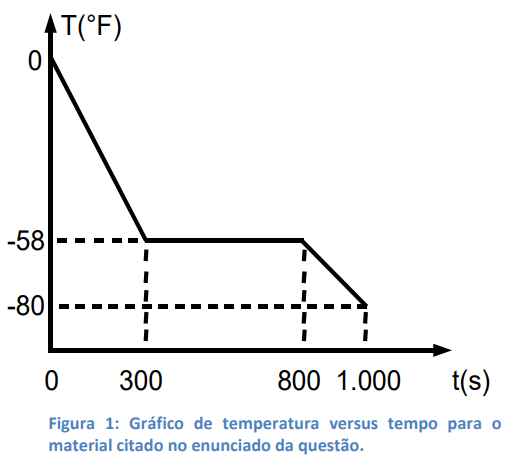 T(°F)
0
-58
-80
0 300 800 1.000 t(s)
Figura 1: Gráfico de temperatura versus tempo para o
material citado no enunciado da questão.